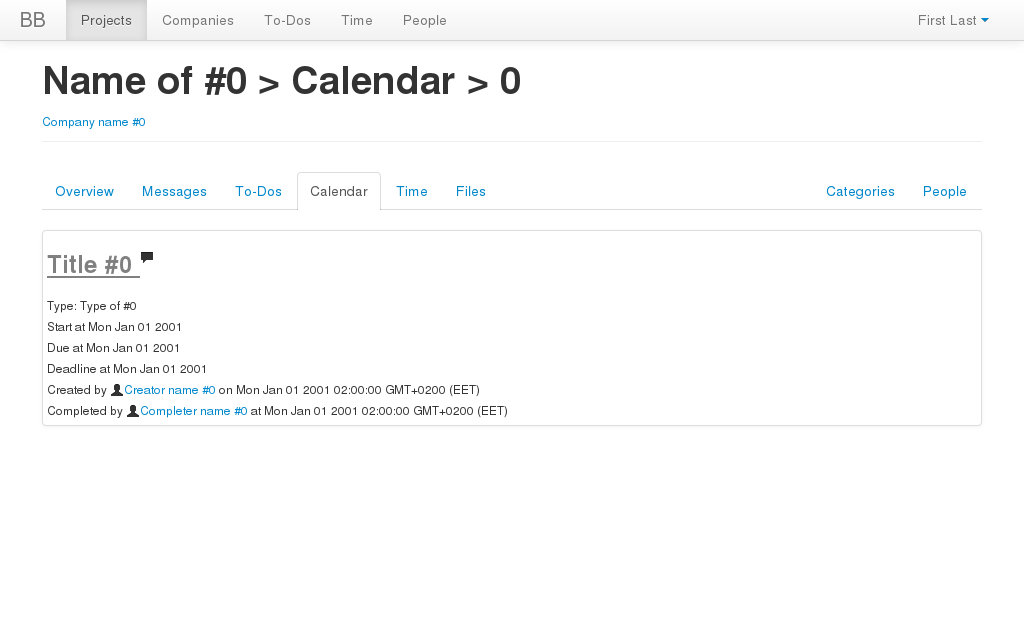 BB Projects Companies To-Dos Time People First Last
Name of #0 > Calendar > 0
Company name #0
Overview Messages To-Dos Calendar Time Files Categories People
Title #0
Type: Type of #0
Start at Mon Jan 01 2001
Due at Mon Jan 01 2001
Deadline at Mon Jan 01 2001
Created by Creator name #0 on Mon Jan 01 2001 02:00:00 GMT+0200 (EET)
Completed by Completer name #0 at Mon Jan 01 2001 02:00:00 GMT+0200 (EET)